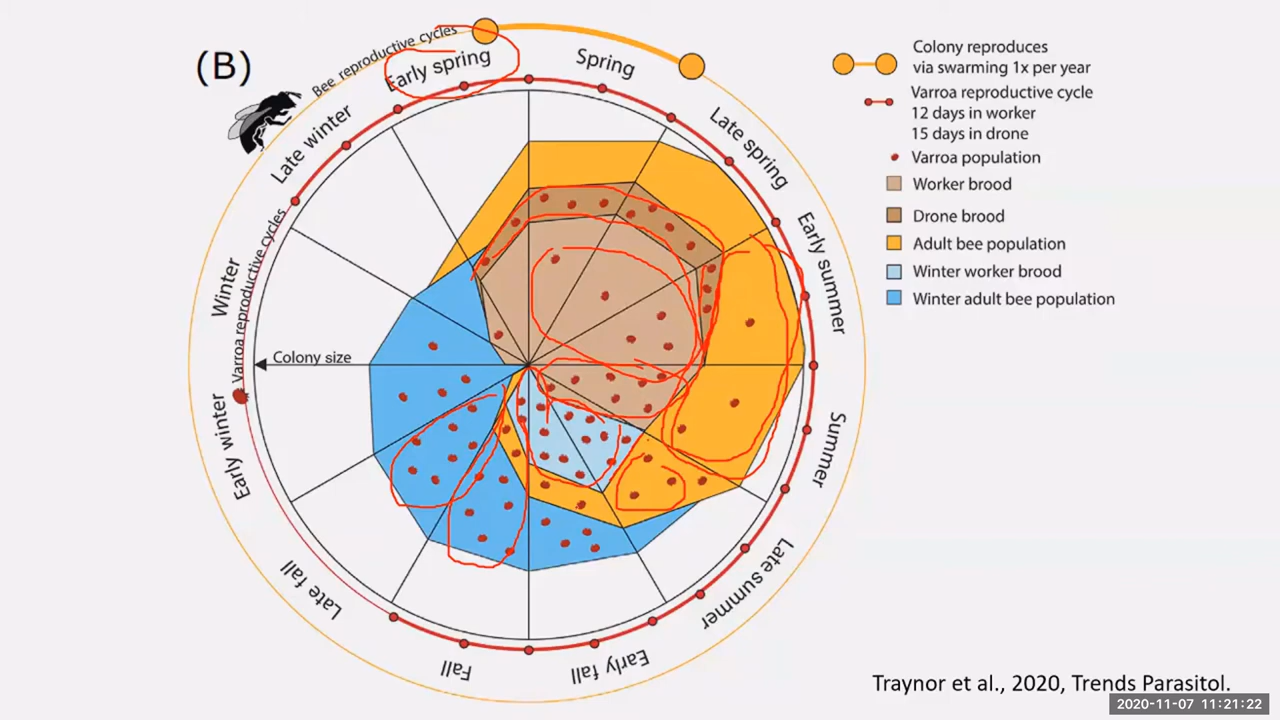 (B)
Bee reproductive cycles
Early spring
Spring
Late spring
Early summer
Summer
Late summer
Early fall
Fall
Late fall
Early winter
Winter
Late winter
Varroa reproductive cycles
Colony size
Colony reproduces
via swarming 1x per year
Varroa reproductive cycle
12 days in worker
15 days in drone
Varroa population
Worker brood
Drone brood
Adult bee population
Winter worker brood
Winter adult bee population
Traynor et al., 2020, Trends Parasitol.
2020-11-07 11:21:22